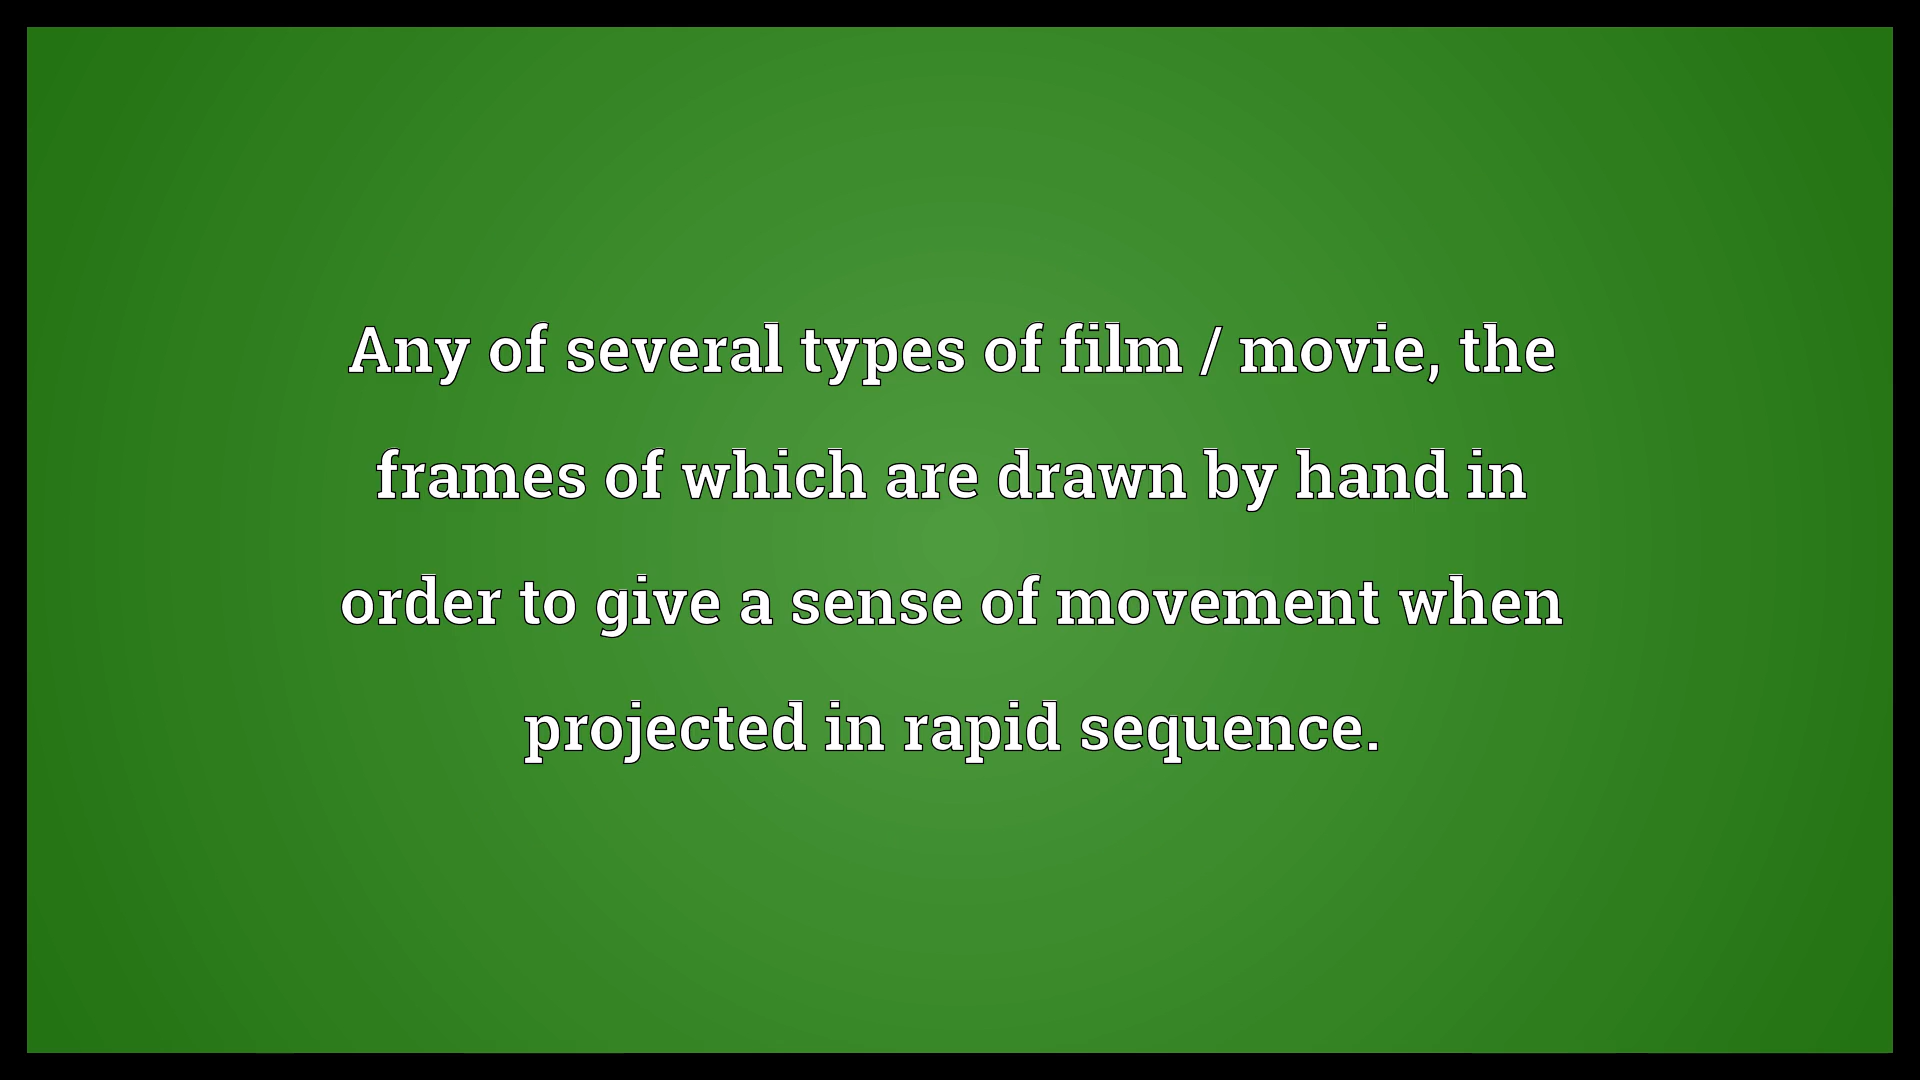 Any of several types of film / movie, the
frames of which are drawn by hand in
order to give a sense of movement when
projected in rapid sequence.